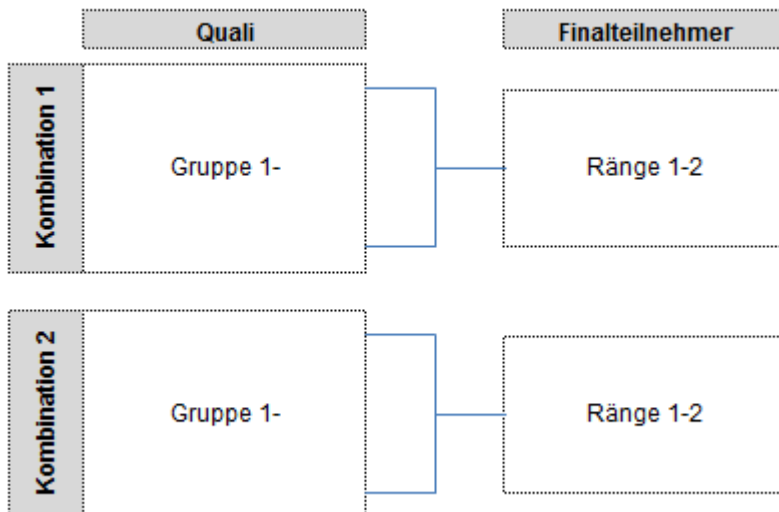 Quali
Finalteilnehmer
Kombination 1
Gruppe 1-
Ränge 1-2
Kombination 2
Gruppe 1-
Ränge 1-2